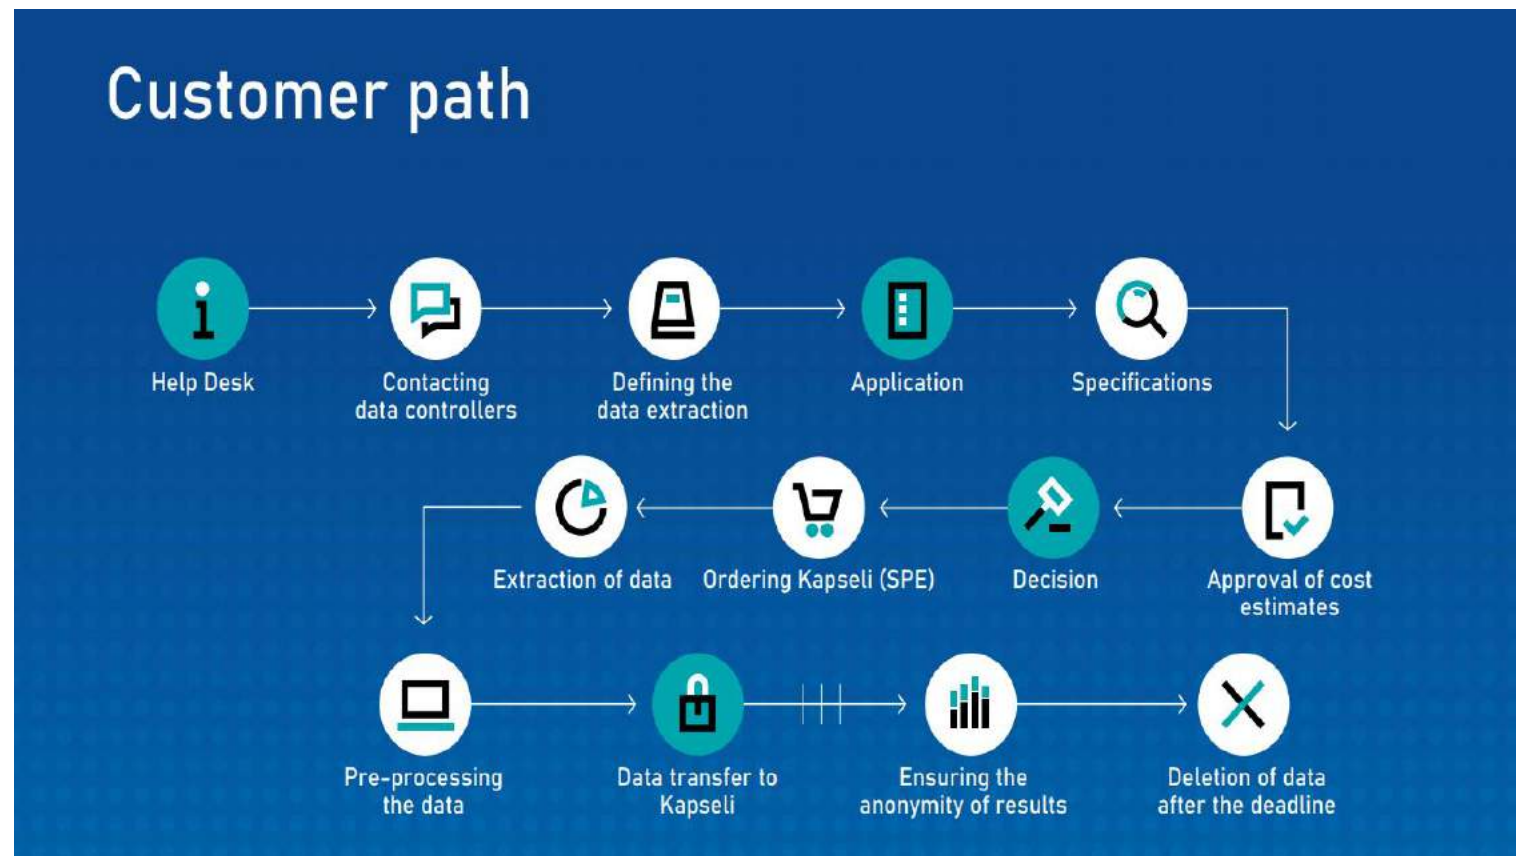 Customer path
Help Desk
Contacting
data controllers
Defining the
data extraction
Application
Specifications
Extraction of data
Ordering Kapseli (SPE)
Decision
Approval of cost
estimates
Pre-processing
the data
Data transfer to
Kapseli
Ensuring the
anonymity of results
Deletion of data
after the deadline